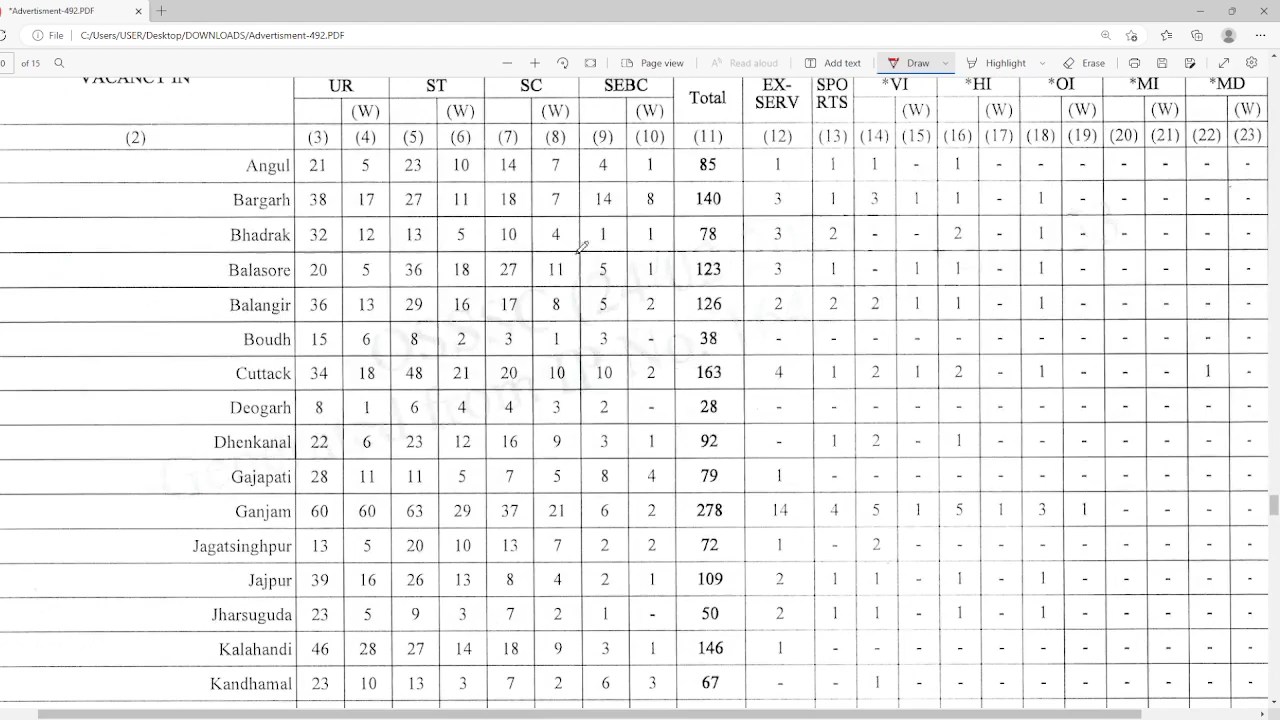 *Advertisment-492.PDF
File C:/Users/USER/Desktop/DOWNLOADS/Advertisment-492.PDF
0 of 15 Page view Read aloud Add text Draw Highlight Erase
VACANCY IN UR ST SC SEBC Total EX-SERV SPORTS *VI *HI *OI *MI *MD
(W) (W) (W) (W) (W) (W) (W) (W) (W)
(2) (3) (4) (5) (6) (7) (8) (9) (10) (11) (12) (13) (14) (15) (16) (17) (18) (19) (20) (21) (22) (23)
Angul 21 5 23 10 14 7 4 1 85 1 1 1 - 1 - - - - - - -
Bargarh 38 17 27 11 18 7 14 8 140 3 1 3 1 1 - 1 - - - - -
Bhadrak 32 12 13 5 10 4 1 1 78 3 2 - - 2 - 1 - - - - -
Balasore 20 5 36 18 27 11 5 1 123 3 1 - 1 1 - 1 - - - - -
Balangir 36 13 29 16 17 8 5 2 126 2 2 2 1 1 - 1 - - - - -
Boudh 15 6 8 2 3 1 3 - 38 - - - - - - - - - - - -
Cuttack 34 18 48 21 20 10 10 2 163 4 1 2 1 2 - 1 - - - 1 -
Deogarh 8 1 6 4 4 3 2 - 28 - - - - - - - - - - - -
Dhenkanal 22 6 23 12 16 9 3 1 92 - 1 2 - 1 - - - - - - -
Gajapati 28 11 11 5 7 5 8 4 79 1 - - - - - - - - - - -
Ganjam 60 60 63 29 37 21 6 2 278 14 4 5 1 5 1 3 1 - - - -
Jagatsinghpur 13 5 20 10 13 7 2 2 72 1 - 2 - - - - - - - - -
Jajpur 39 16 26 13 8 4 2 1 109 2 1 1 - 1 - 1 - - - - -
Jharsuguda 23 5 9 3 7 2 1 - 50 2 1 1 - 1 - 1 - - - - -
Kalahandi 46 28 27 14 18 9 3 1 146 1 - - - - - - - - - - -
Kandhamal 23 10 13 3 7 2 6 3 67 - - 1 - - - - - - - - -
OSSSC (24/0
Generated from IP No. 164
53